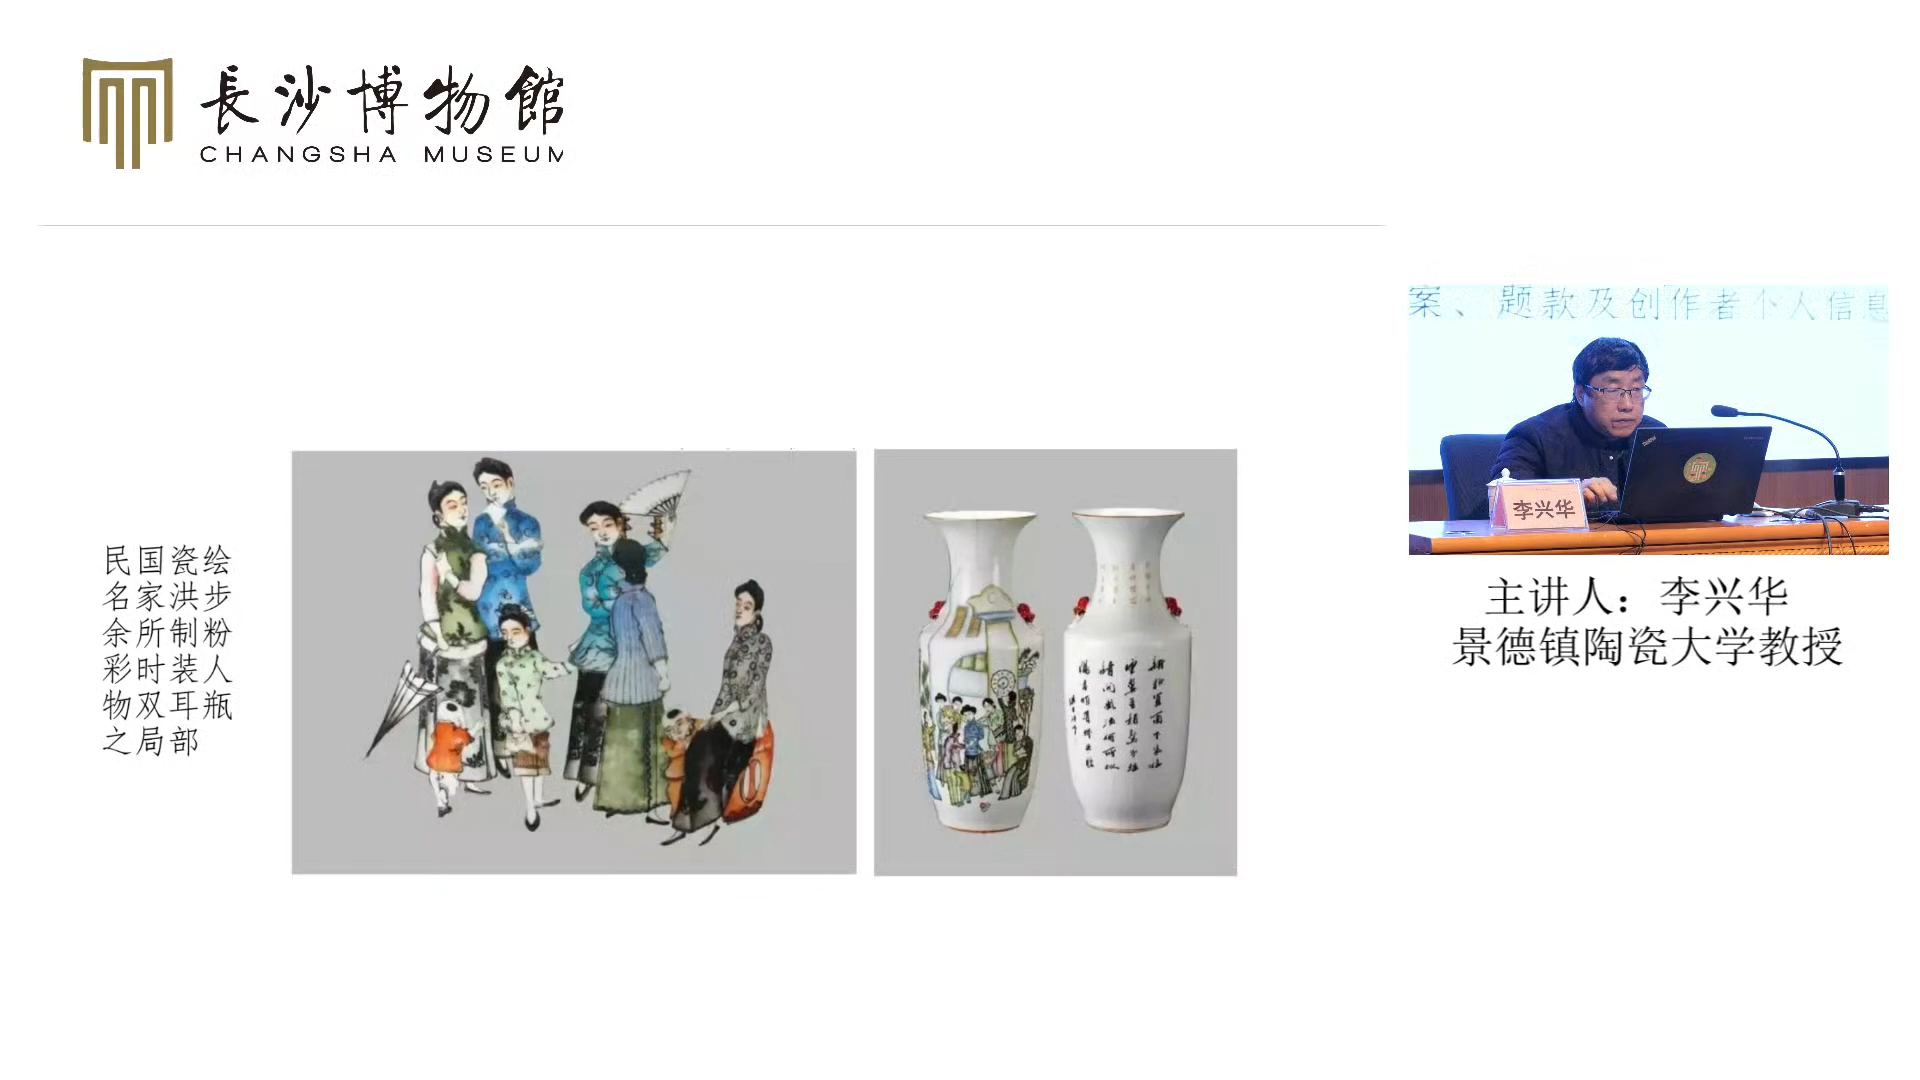 長沙博物館
CHANGSHA MUSEUM
案、题款及创作者个人信息
李兴华
主讲人：李兴华
景德镇陶瓷大学教授
民国瓷绘
名家洪步
余所制粉
彩时装人
物双耳瓶
之局部